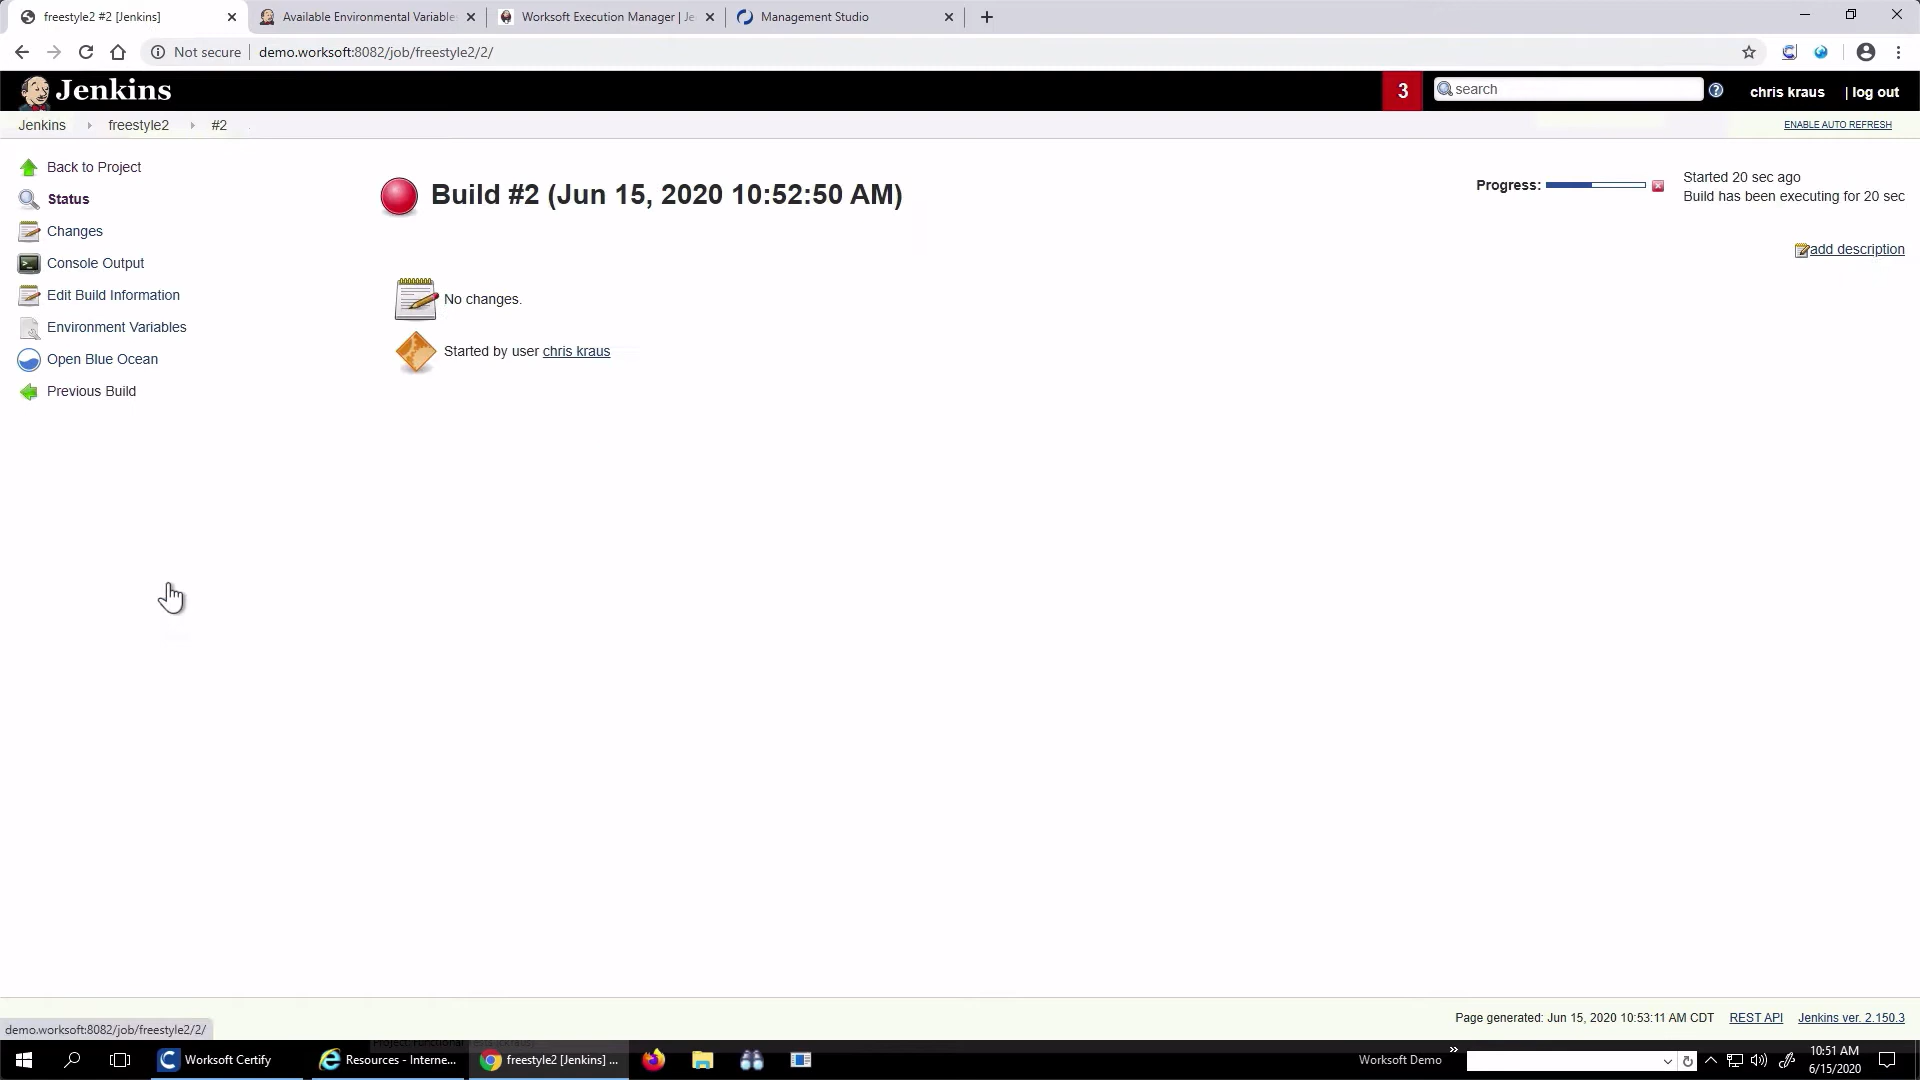 freestyle2 #2 [Jenkins]
Available Environmental Variable
Worksoft Execution Manager | Je
Management Studio
Not secure
demo.worksoft:8082/job/freestyle2/2/
Jenkins
3
search
chris kraus
| log out
Jenkins
freestyle2
#2
ENABLE AUTO REFRESH
Back to Project
Status
Changes
Console Output
Edit Build Information
Environment Variables
Open Blue Ocean
Previous Build
Build #2 (Jun 15, 2020 10:52:50 AM)
Progress:
Started 20 sec ago
Build has been executing for 20 sec
add description
No changes.
Started by user chris kraus
Page generated: Jun 15, 2020 10:53:11 AM CDT
REST API
Jenkins ver. 2.150.3
demo.worksoft:8082/job/freestyle2/2/
Worksoft Certify
Resources - Interne...
freestyle2 [Jenkins] ...
Worksoft Demo
10:51 AM
6/15/2020